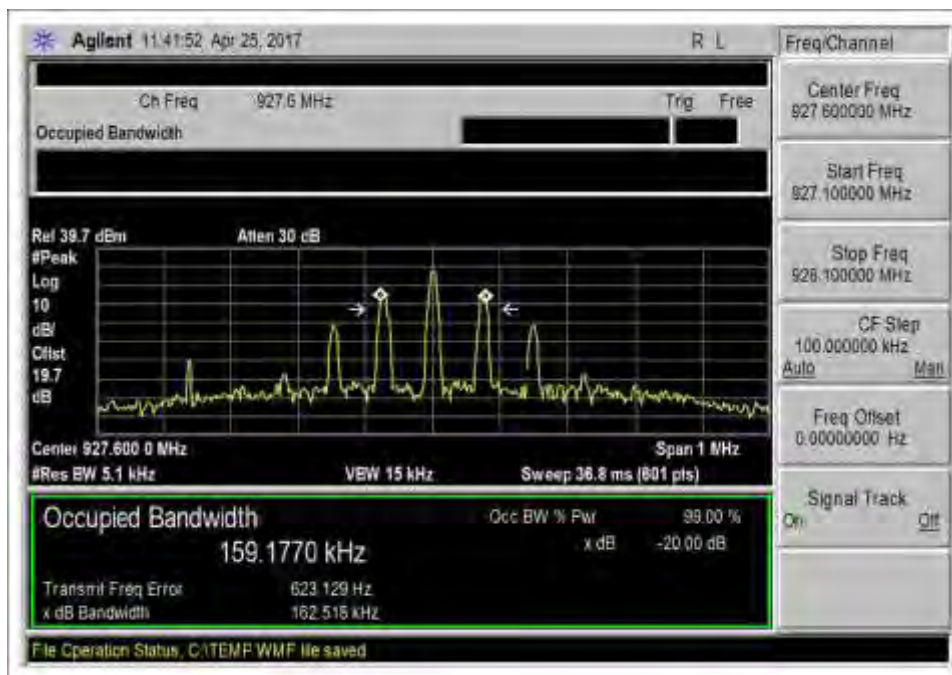 Agilent 11:41:52 Apr 25, 2017 R L
Freq/Channel
Ch Freq 927.6 MHz Trig Free
Occupied Bandwidth
Center Freq
927.600000 MHz
Start Freq
927.100000 MHz
Stop Freq
928.100000 MHz
CF Step
100.000000 kHz
Auto Man
Freq Offset
0.00000000 Hz
Signal Track
On Off
Ref 39.7 dBm Atten 30 dB
#Peak
Log
10
dB/
Offst
19.7
dB
Center 927.600 0 MHz Span 1 MHz
#Res BW 5.1 kHz VBW 15 kHz Sweep 36.8 ms (601 pts)
Occupied Bandwidth Occ BW % Pwr 99.00 %
159.1770 kHz x dB -20.00 dB
Transmit Freq Error 623.129 Hz
x dB Bandwidth 162.516 kHz
File Operation Status, C:\TEMP.WMF file saved